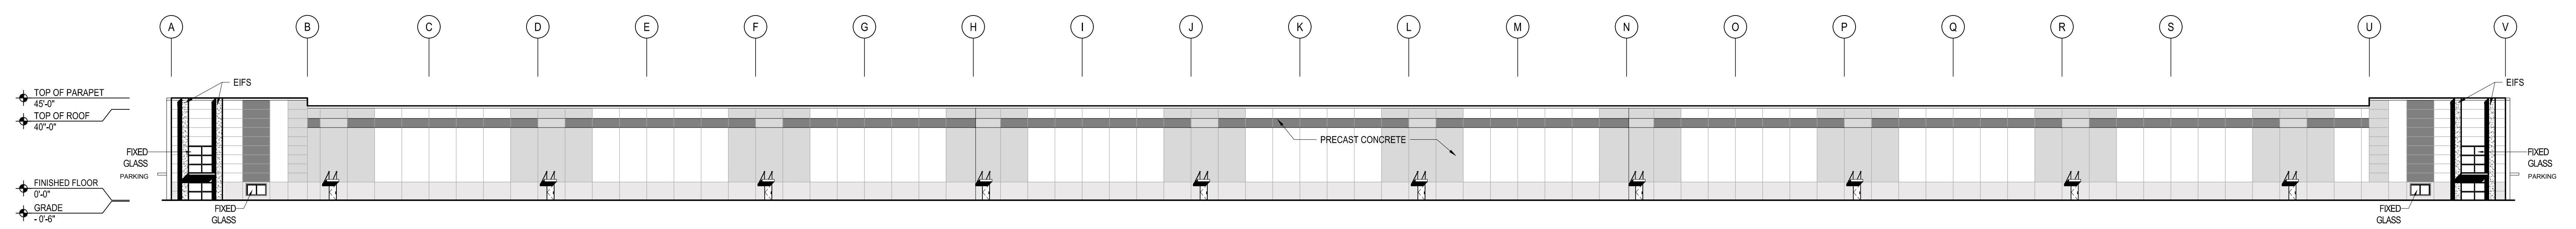 A B C D E F G H I J K L M N O P Q R S U V
EIFS
EIFS
TOP OF PARAPET
45'-0"
TOP OF ROOF
40"-0"
PRECAST CONCRETE
FIXED
GLASS
FIXED
GLASS
PARKING
PARKING
FINISHED FLOOR
0'-0"
GRADE
- 0'-6"
FIXED
GLASS
FIXED
GLASS